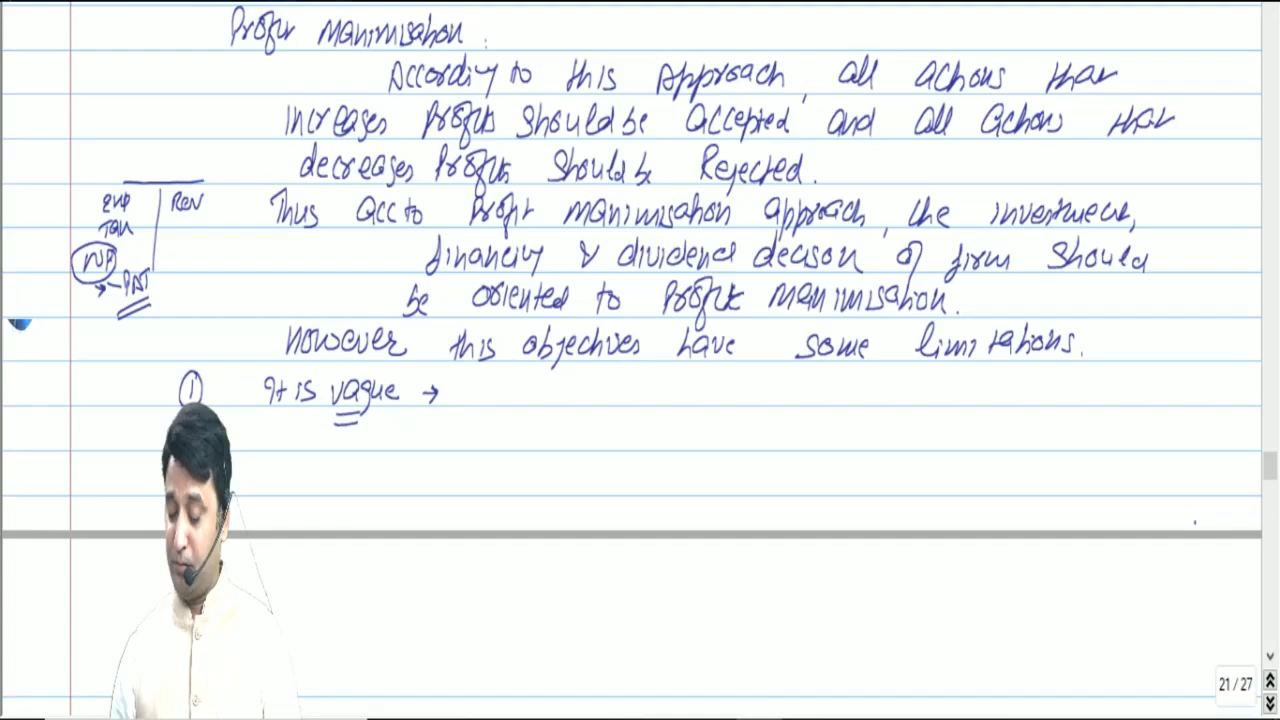 Profit Maximisation :
According to this Approach, all actions that
increases Profits should be accepted and all actions that
decreases Profits should be Rejected.
Thus acc to Profit maximisation approach, the investment,
financing & dividend decision of firm should
be oriented to Profit maximisation.
However this objectives have some limitations.
① It is vague →
Exp Rev
Tax
NP
→ PAT
21 / 27